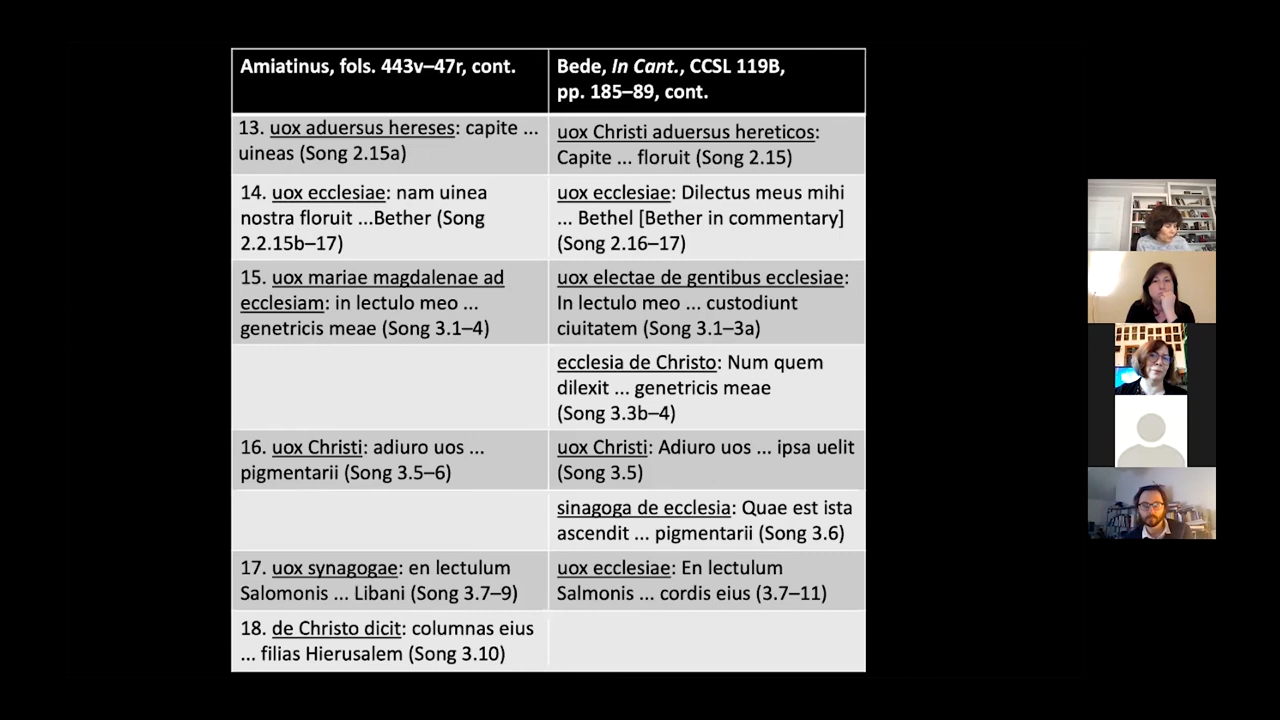 Amiatinus, fols. 443v–47r, cont.
Bede, In Cant., CCSL 119B,
pp. 185–89, cont.
13. uox aduersus hereses: capite ...
uineas (Song 2.15a)
uox Christi aduersus hereticos:
Capite ... floruit (Song 2.15)
14. uox ecclesiae: nam uinea
nostra floruit ...Bether (Song
2.2.15b–17)
uox ecclesiae: Dilectus meus mihi
... Bethel [Bether in commentary]
(Song 2.16–17)
15. uox mariae magdalenae ad
ecclesiam: in lectulo meo ...
genetricis meae (Song 3.1–4)
uox electae de gentibus ecclesiae:
In lectulo meo ... custodiunt
ciuitatem (Song 3.1–3a)
ecclesia de Christo: Num quem
dilexit ... genetricis meae
(Song 3.3b–4)
16. uox Christi: adiuro uos ...
pigmentarii (Song 3.5–6)
uox Christi: Adiuro uos ... ipsa uelit
(Song 3.5)
sinagoga de ecclesia: Quae est ista
ascendit ... pigmentarii (Song 3.6)
17. uox synagogae: en lectulum
Salomonis ... Libani (Song 3.7–9)
uox ecclesiae: En lectulum
Salmonis ... cordis eius (3.7–11)
18. de Christo dicit: columnas eius
... filias Hierusalem (Song 3.10)